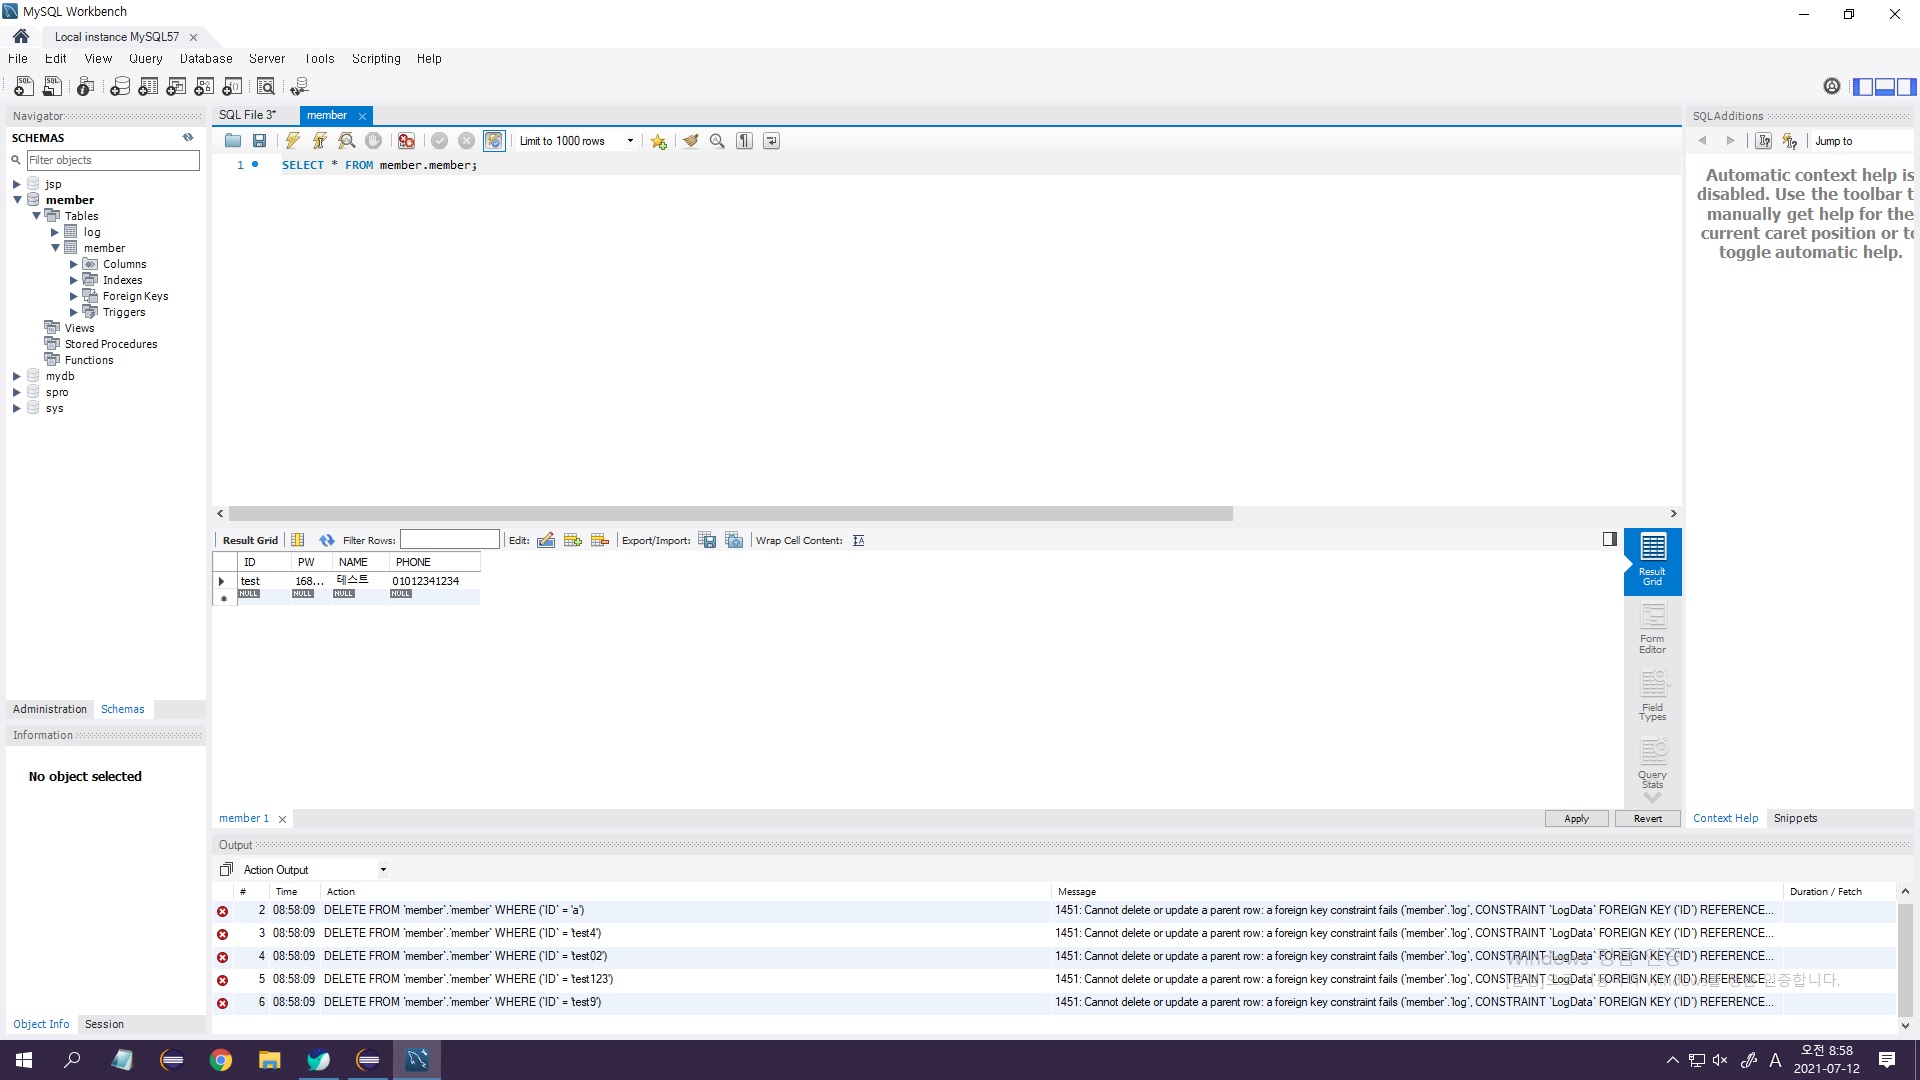 MySQL Workbench
Local instance MySQL57
File Edit View Query Database Server Tools Scripting Help
Navigator
SCHEMAS
Filter objects
jsp
member
Tables
log
member
Columns
Indexes
Foreign Keys
Triggers
Views
Stored Procedures
Functions
mydb
spro
sys
Administration Schemas
Information
No object selected
Object Info Session
SQL File 3* member
Limit to 1000 rows
1 SELECT * FROM member.member;
Result Grid Filter Rows: Edit: Export/Import: Wrap Cell Content:
ID PW NAME PHONE
test 168... 테스트 01012341234
NULL NULL NULL NULL
Result Grid
Form Editor
Field Types
Query Stats
member 1 Apply Revert
SQLAdditions
Jump to
Automatic context help is
disabled. Use the toolbar t
manually get help for the
current caret position or to
toggle automatic help.
Context Help Snippets
Output
Action Output
# Time Action Message Duration / Fetch
2 08:58:09 DELETE FROM `member`.`member` WHERE (`ID` = 'a') 1451: Cannot delete or update a parent row: a foreign key constraint fails (`member`.`log`, CONSTRAINT `LogData` FOREIGN KEY (`ID`) REFERENCE...
3 08:58:09 DELETE FROM `member`.`member` WHERE (`ID` = 'test4') 1451: Cannot delete or update a parent row: a foreign key constraint fails (`member`.`log`, CONSTRAINT `LogData` FOREIGN KEY (`ID`) REFERENCE...
4 08:58:09 DELETE FROM `member`.`member` WHERE (`ID` = 'test02') 1451: Cannot delete or update a parent row: a foreign key constraint fails (`member`.`log`, CONSTRAINT `LogData` FOREIGN KEY (`ID`) REFERENCE...
5 08:58:09 DELETE FROM `member`.`member` WHERE (`ID` = 'test123') 1451: Cannot delete or update a parent row: a foreign key constraint fails (`member`.`log`, CONSTRAINT `LogData` FOREIGN KEY (`ID`) REFERENCE...
6 08:58:09 DELETE FROM `member`.`member` WHERE (`ID` = 'test9') 1451: Cannot delete or update a parent row: a foreign key constraint fails (`member`.`log`, CONSTRAINT `LogData` FOREIGN KEY (`ID`) REFERENCE...
Windows 정품 인증
인증합니다.
A
오전 8:58
2021-07-12